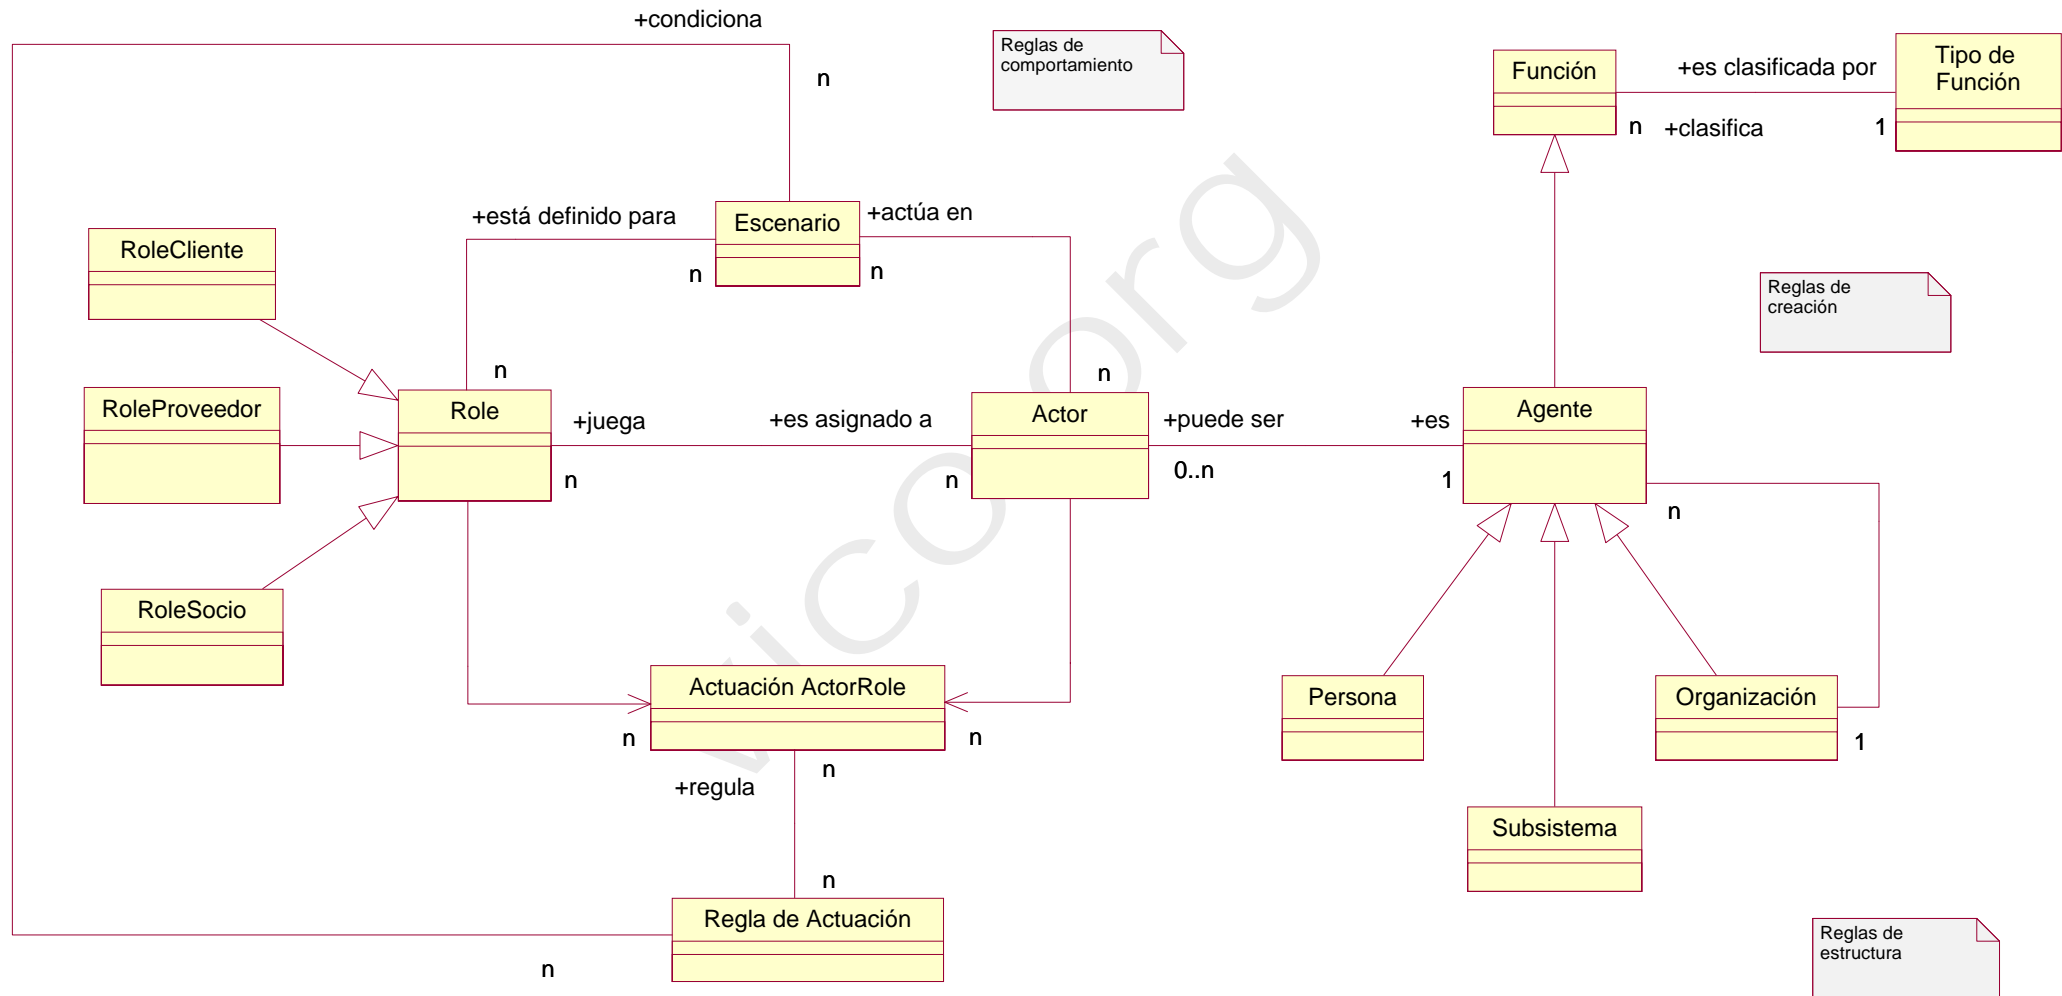 +condiciona
n
Reglas de
comportamiento
Función
+es clasificada por
n
+clasifica
1
Tipo de
Función
+está definido para
Escenario
+actúa en
n
n
RoleCliente
Reglas de
creación
RoleProveedor
n
Role
+juega
n
+es asignado a
n
n
Actor
+puede ser
0..n
+es
1
Agente
n
RoleSocio
Actuación ActorRole
n
n
n
+regula
Persona
Organización
1
Subsistema
n
Regla de Actuación
n
Reglas de
estructura
vico.org